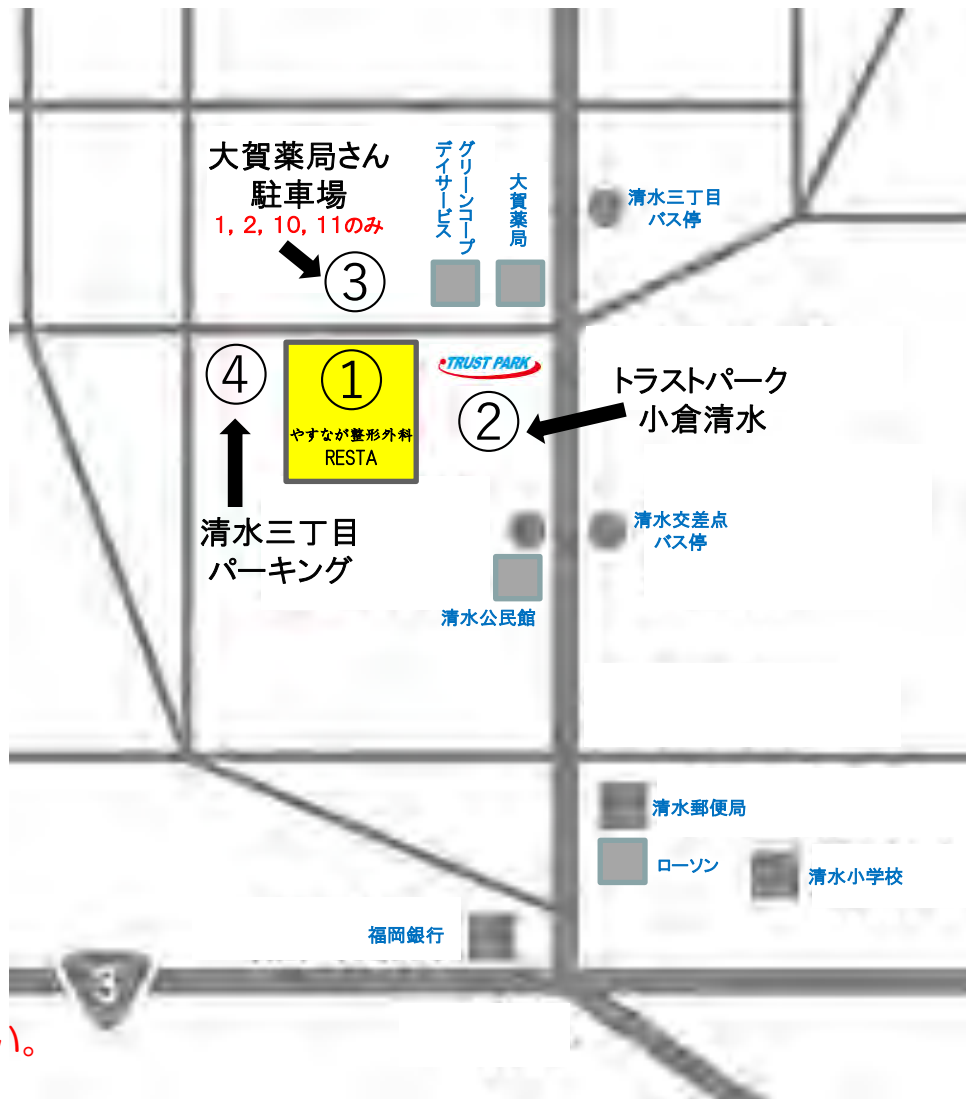 大賀薬局さん
駐車場
1, 2, 10, 11のみ
③
グリーンコープ
デイサービス
大賀薬局
清水三丁目
バス停
④
①
やすなが整形外科
RESTA
TRUST PARK
②
トラストパーク
小倉清水
清水三丁目
パーキング
清水交差点
バス停
清水公民館
清水郵便局
ローソン
清水小学校
福岡銀行
3
い。